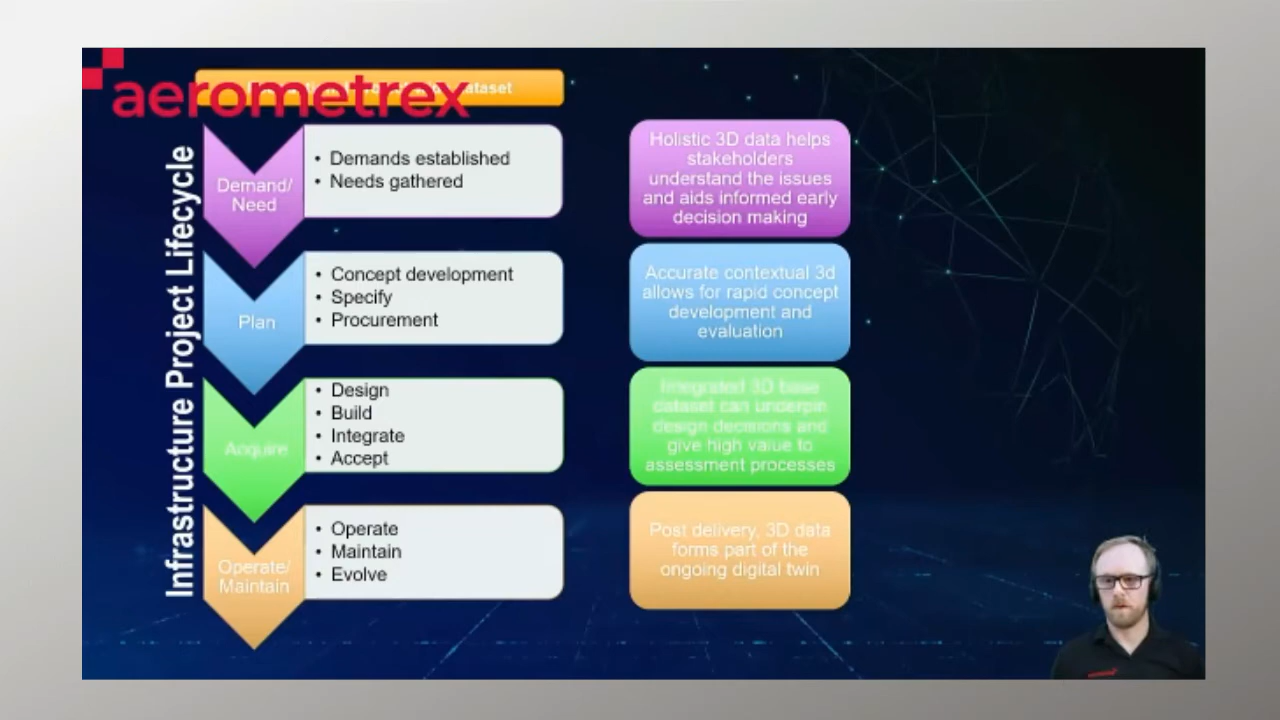 aerometrex
dataset
Infrastructure Project Lifecycle
Demand/
Need
• Demands established
• Needs gathered
Holistic 3D data helps
stakeholders
understand the issues
and aids informed early
decision making
Plan
• Concept development
• Specify
• Procurement
Accurate contextual 3d
allows for rapid concept
development and
evaluation
Acquire
• Design
• Build
• Integrate
• Accept
Integrated 3D base
dataset can underpin
design decisions and
give high value to
assessment processes
Operate/
Maintain
• Operate
• Maintain
• Evolve
Post delivery, 3D data
forms part of the
ongoing digital twin